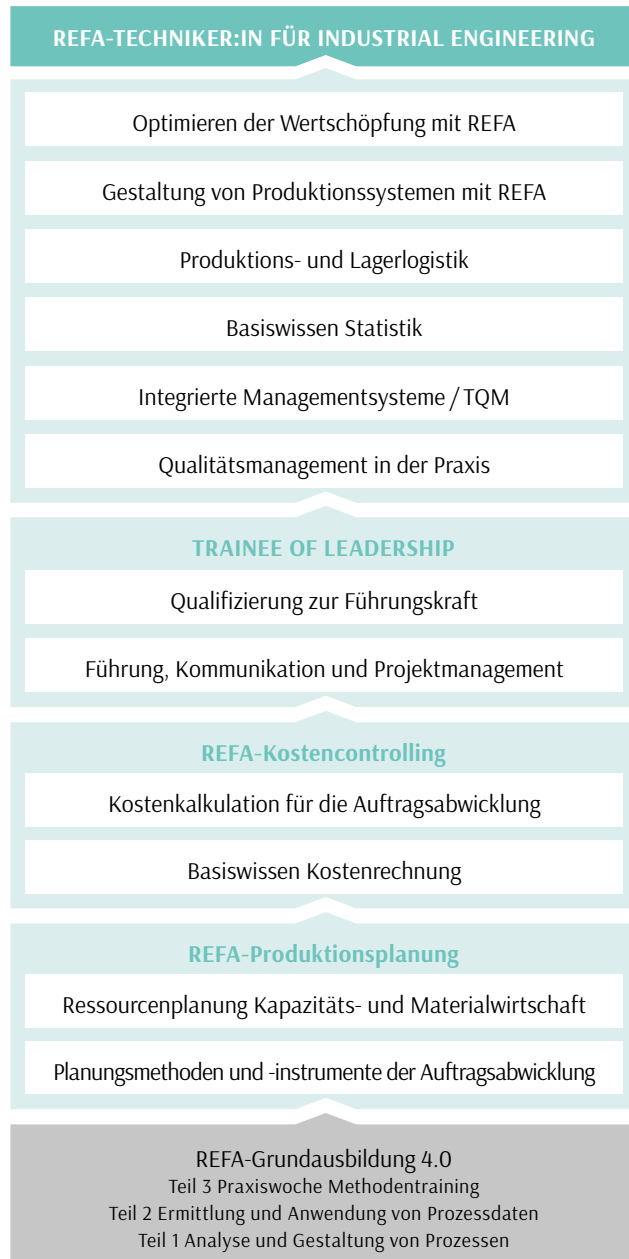 REFA-TECHNIKER:IN FÜR INDUSTRIAL ENGINEERING
Optimieren der Wertschöpfung mit REFA
Gestaltung von Produktionssystemen mit REFA
Produktions- und Lagerlogistik
Basiswissen Statistik
Integrierte Managementsysteme / TQM
Qualitätsmanagement in der Praxis
TRAINEE OF LEADERSHIP
Qualifizierung zur Führungskraft
Führung, Kommunikation und Projektmanagement
REFA-Kostencontrolling
Kostenkalkulation für die Auftragsabwicklung
Basiswissen Kostenrechnung
REFA-Produktionsplanung
Ressourcenplanung Kapazitäts- und Materialwirtschaft
Planungsmethoden und -instrumente der Auftragsabwicklung
REFA-Grundausbildung 4.0
Teil 3 Praxiswoche Methodentraining
Teil 2 Ermittlung und Anwendung von Prozessdaten
Teil 1 Analyse und Gestaltung von Prozessen